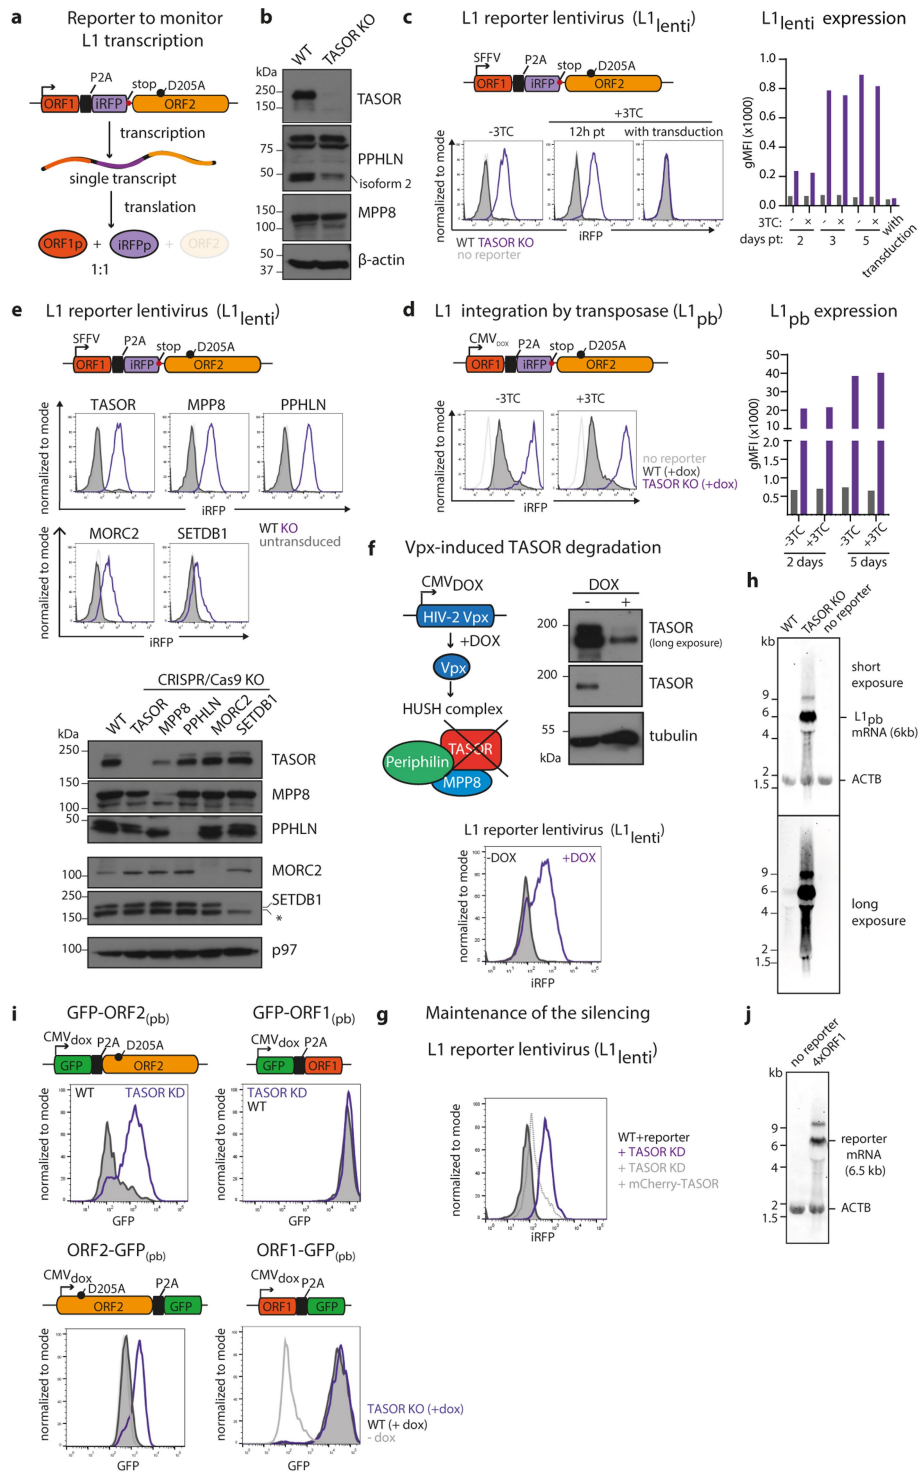 a
Reporter to monitor
L1 transcription
P2A
stop
D205A
ORF1
iRFP
ORF2
transcription
single transcript
translation
ORF1p
+
iRFPp
+
ORF2
1:1
b
WT
TASOR KO
kDa
250
150
TASOR
75
PPHLN
50
isoform 2
150
MPP8
100
50
β-actin
37
c
L1 reporter lentivirus (L1lenti)
SFFV
P2A
stop
D205A
ORF1
iRFP
ORF2
+3TC
-3TC
12h pt
with transduction
normalized to mode
iRFP
WT TASOR KO
no reporter
L1lenti expression
gMFI (x1000)
1.0
0.8
0.6
0.4
0.2
0.0
3TC:
- + - + - +
days pt:
2
3
5
with
transduction
e
L1 reporter lentivirus (L1lenti)
SFFV
P2A
stop
D205A
ORF1
iRFP
ORF2
TASOR
MPP8
PPHLN
normalized to mode
iRFP
MORC2
SETDB1
WT KO
untransduced
normalized to mode
iRFP
CRISPR/Cas9 KO
WT
TASOR
MPP8
PPHLN
MORC2
SETDB1
kDa
250
TASOR
150
150
MPP8
100
50
PPHLN
MORC2
250
SETDB1
150
*
100
p97
d
L1 integration by transposase (L1pb)
CMVDOX
P2A
stop
D205A
ORF1
iRFP
ORF2
-3TC
+3TC
normalized to mode
no reporter
WT (+dox)
TASOR KO (+dox)
iRFP
L1pb expression
gMFI (x1000)
50
40
30
20
10
2.0
1.5
1.0
0.5
-3TC
+3TC
-3TC
+3TC
2 days
5 days
f
Vpx-induced TASOR degradation
CMVDOX
HIV-2 Vpx
+DOX
Vpx
HUSH complex
TASOR
Periphilin
MPP8
DOX
- +
200
TASOR
(long exposure)
200
TASOR
55
tubulin
kDa
L1 reporter lentivirus (L1lenti)
-DOX
+DOX
normalized to mode
iRFP
h
WT
TASOR KO
no reporter
kb
short
exposure
9
6
L1pb
mRNA (6kb)
4
2
1.5
ACTB
9
6
4
long
exposure
2
1.5
i
GFP-ORF2(pb)
CMVdox
P2A
D205A
GFP
ORF2
WT
TASOR KD
normalized to mode
GFP
GFP-ORF1(pb)
CMVdox
P2A
GFP
ORF1
TASOR KD
WT
normalized to mode
GFP
ORF2-GFP(pb)
CMVdox
D205A
P2A
ORF2
GFP
normalized to mode
GFP
ORF1-GFP(pb)
CMVdox
P2A
ORF1
GFP
normalized to mode
GFP
TASOR KO (+dox)
WT (+ dox)
- dox
g
Maintenance of the silencing
L1 reporter lentivirus (L1lenti)
normalized to mode
WT+reporter
+ TASOR KD
+ TASOR KD
+ mCherry-TASOR
iRFP
j
no reporter
4xORF1
kb
9
6
reporter
mRNA
(6.5 kb)
4
2
1.5
ACTB